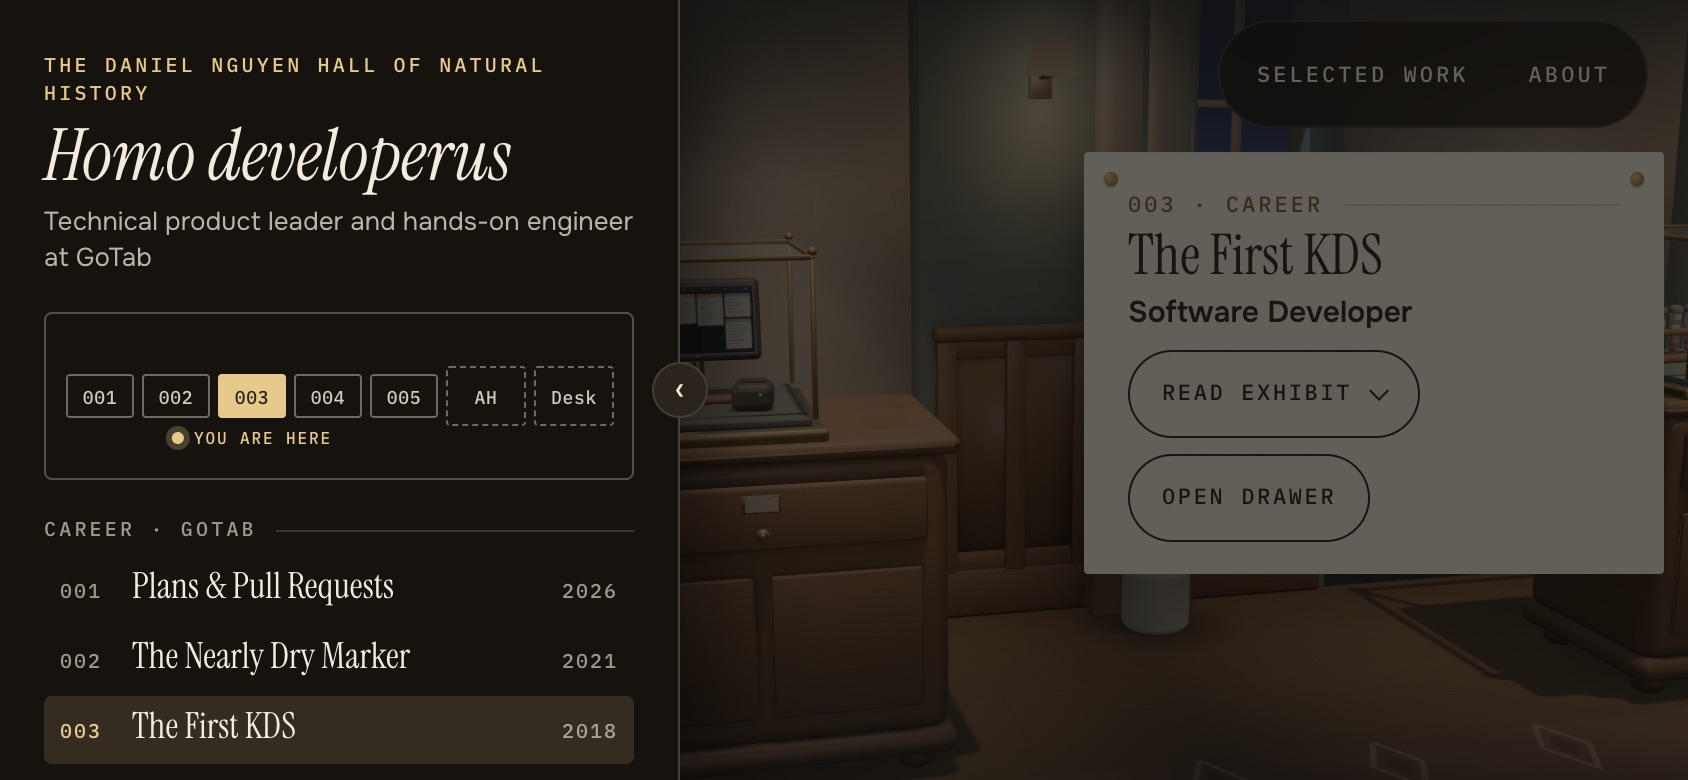 THE DANIEL NGUYEN HALL OF NATURAL
HISTORY
Homo developerus
Technical product leader and hands-on engineer
at GoTab
001 002 003 004 005 AH Desk
YOU ARE HERE
CAREER · GOTAB
001 Plans & Pull Requests 2026
002 The Nearly Dry Marker 2021
003 The First KDS 2018
SELECTED WORK ABOUT
003 · CAREER
The First KDS
Software Developer
READ EXHIBIT
OPEN DRAWER